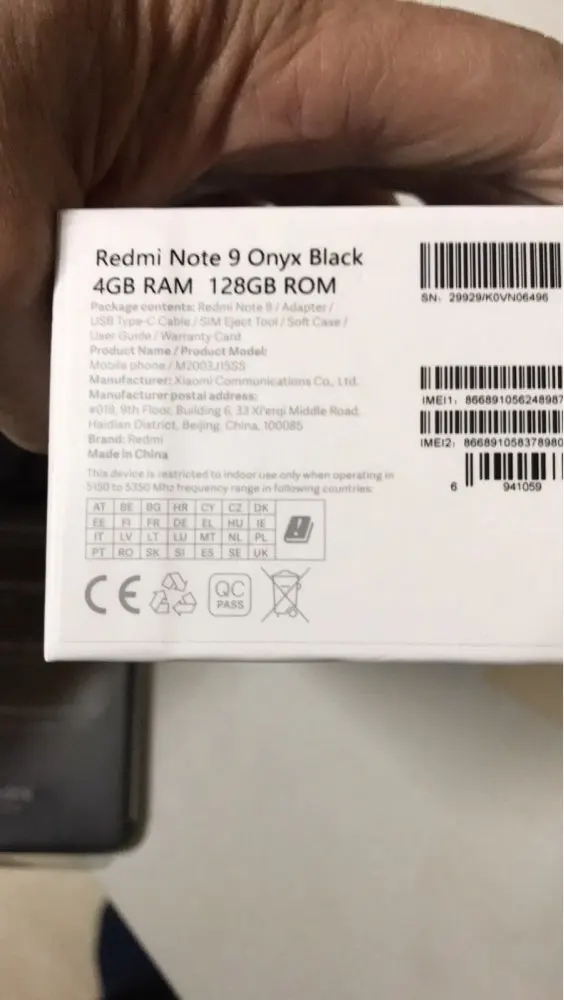 Redmi Note 9 Onyx Black
4GB RAM 128GB ROM
Package contents: Redmi Note 9 / Adapter /
USB Type-C Cable / SIM Eject Tool / Soft Case /
User Guide / Warranty Card
Product Name / Product Model:
Mobile phone / M2003J15SS
Manufacturer: Xiaomi Communications Co., Ltd.
Manufacturer postal address:
#019, 9th Floor, Building 6, 33 Xi'erqi Middle Road,
Haidian District, Beijing, China, 100085
Brand: Redmi
Made in China
This device is restricted to indoor use only when operating in
5150 to 5350 Mhz frequency range in following countries:
AT BE BG HR CY CZ DK
EE FI FR DE EL HU IE
IT LV LT LU MT NL PL
PT RO SK SI ES SE UK
CE
QC
PASS
SN: 29929/K0VN06496
IMEI1: 866891056248987
IMEI2: 866891058378980
6 941059